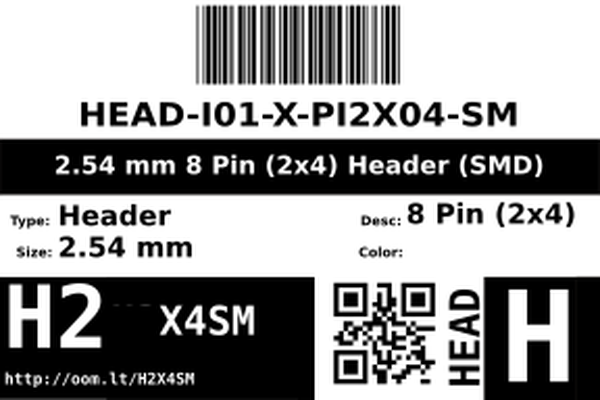 HEAD-I01-X-PI2X04-SM
2.54 mm 8 Pin (2x4) Header (SMD)
Type: Header
Desc: 8 Pin (2x4)
Size: 2.54 mm
Color:
H2 X4SM
http://oom.lt/H2X4SM
HEAD
H